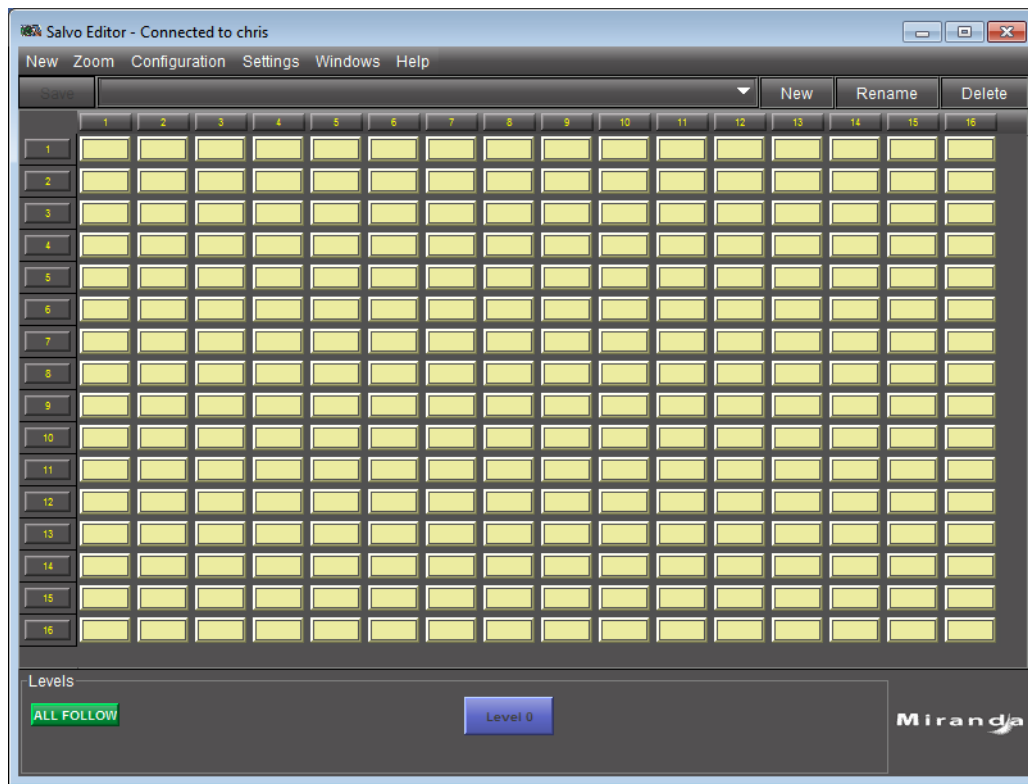 Salvo Editor - Connected to chris
New Zoom Configuration Settings Windows Help
Save New Rename Delete
1 2 3 4 5 6 7 8 9 10 11 12 13 14 15 16
1
2
3
4
5
6
7
8
9
10
11
12
13
14
15
16
Levels
ALL FOLLOW Level 0 Miranda